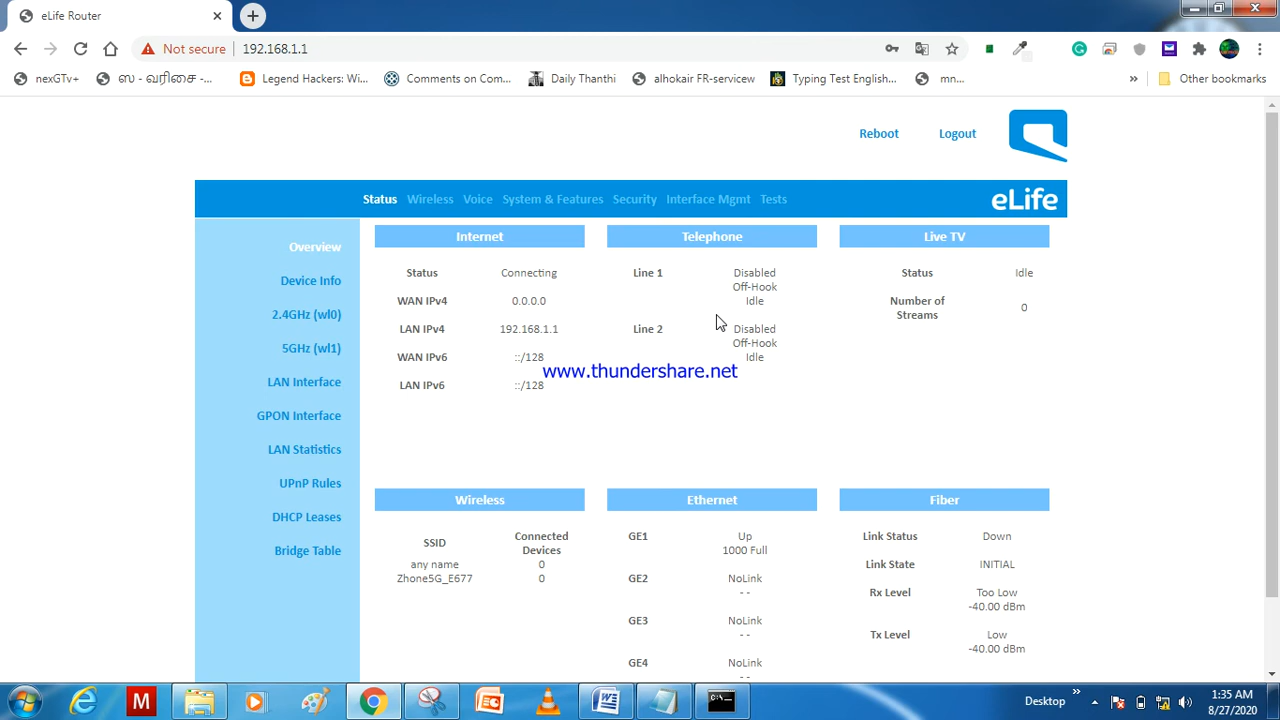 eLife Router
Not secure 192.168.1.1
nexGTv+ ஸ - வரிசை -... Legend Hackers: Wi... Comments on Com... Daily Thanthi alhokair FR-servicew Typing Test English... mn... » Other bookmarks
Reboot Logout
Status Wireless Voice System & Features Security Interface Mgmt Tests eLife
Overview
Device Info
2.4GHz (wl0)
5GHz (wl1)
LAN Interface
GPON Interface
LAN Statistics
UPnP Rules
DHCP Leases
Bridge Table
Internet
Status Connecting
WAN IPv4 0.0.0.0
LAN IPv4 192.168.1.1
WAN IPv6 ::/128
LAN IPv6 ::/128
Telephone
Line 1 Disabled
Off-Hook
Idle
Line 2 Disabled
Off-Hook
Idle
Live TV
Status Idle
Number of Streams 0
www.thundershare.net
Wireless
SSID Connected Devices
any name 0
Zhone5G_E677 0
Ethernet
GE1 Up
1000 Full
GE2 NoLink
- -
GE3 NoLink
- -
GE4 NoLink
- -
Fiber
Link Status Down
Link State INITIAL
Rx Level Too Low
-40.00 dBm
Tx Level Low
-40.00 dBm
M C:\ Desktop » 1:35 AM
8/27/2020